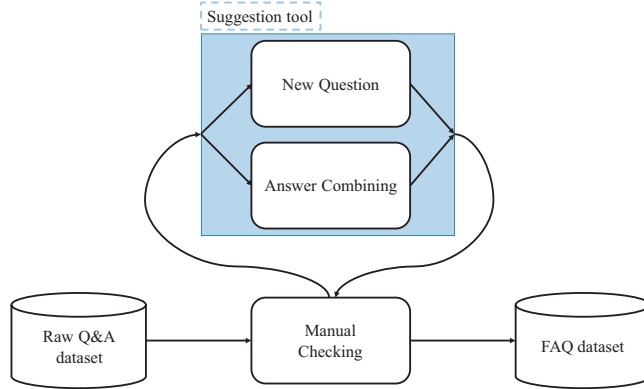 Suggestion tool
New Question
Answer Combining
Raw Q&A
dataset
Manual
Checking
FAQ dataset